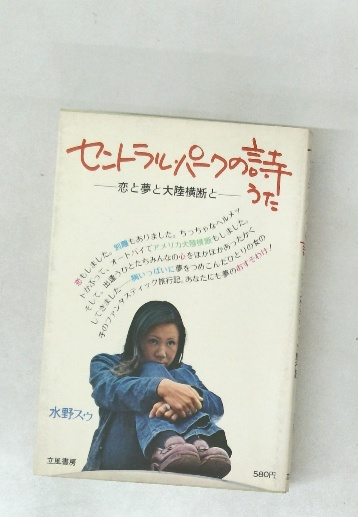 セントラル・パークの詩
うた
──恋と夢と大陸横断と──
恋もしました。別離もありました。ちっちゃなヘルメッ
トかぶって、オートバイでアメリカ大陸横断もしました。
そして、出逢うひとたちみんなの心をほかほかあったかく
してきました──胸いっぱいに夢をつめこんだひとりの女の
子のファンタスティック旅行記。あなたにも夢のおすそわけ!
水野スウ
立風書房
580円